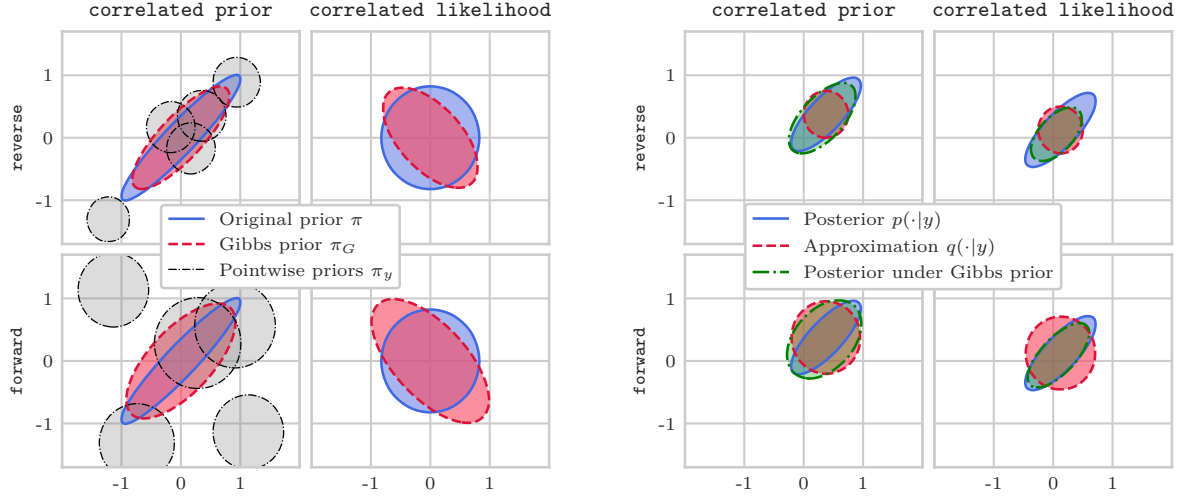 correlated prior correlated likelihood
correlated prior correlated likelihood
reverse
1
0
-1
reverse
1
0
-1
Original prior π
Gibbs prior π_G
Pointwise priors π_y
Posterior p(·|y)
Approximation q(·|y)
Posterior under Gibbs prior
forward
1
0
-1
forward
1
0
-1
-1 0 1 -1 0 1
-1 0 1 -1 0 1